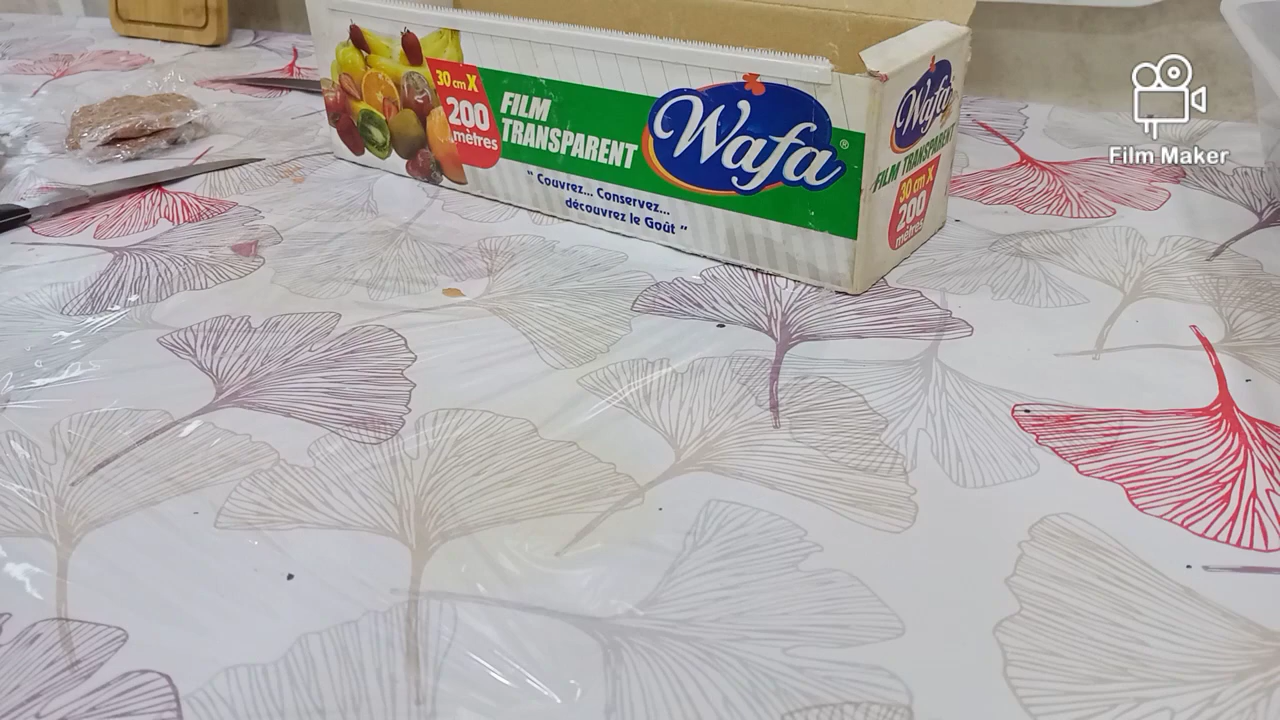 30 cm X
200
mètres
FILM
TRANSPARENT
Wafa ®
" Couvrez... Conservez...
découvrez le Goût "
Wafa
FILM TRANSPARENT
30 cm X
200
mètres
Film Maker